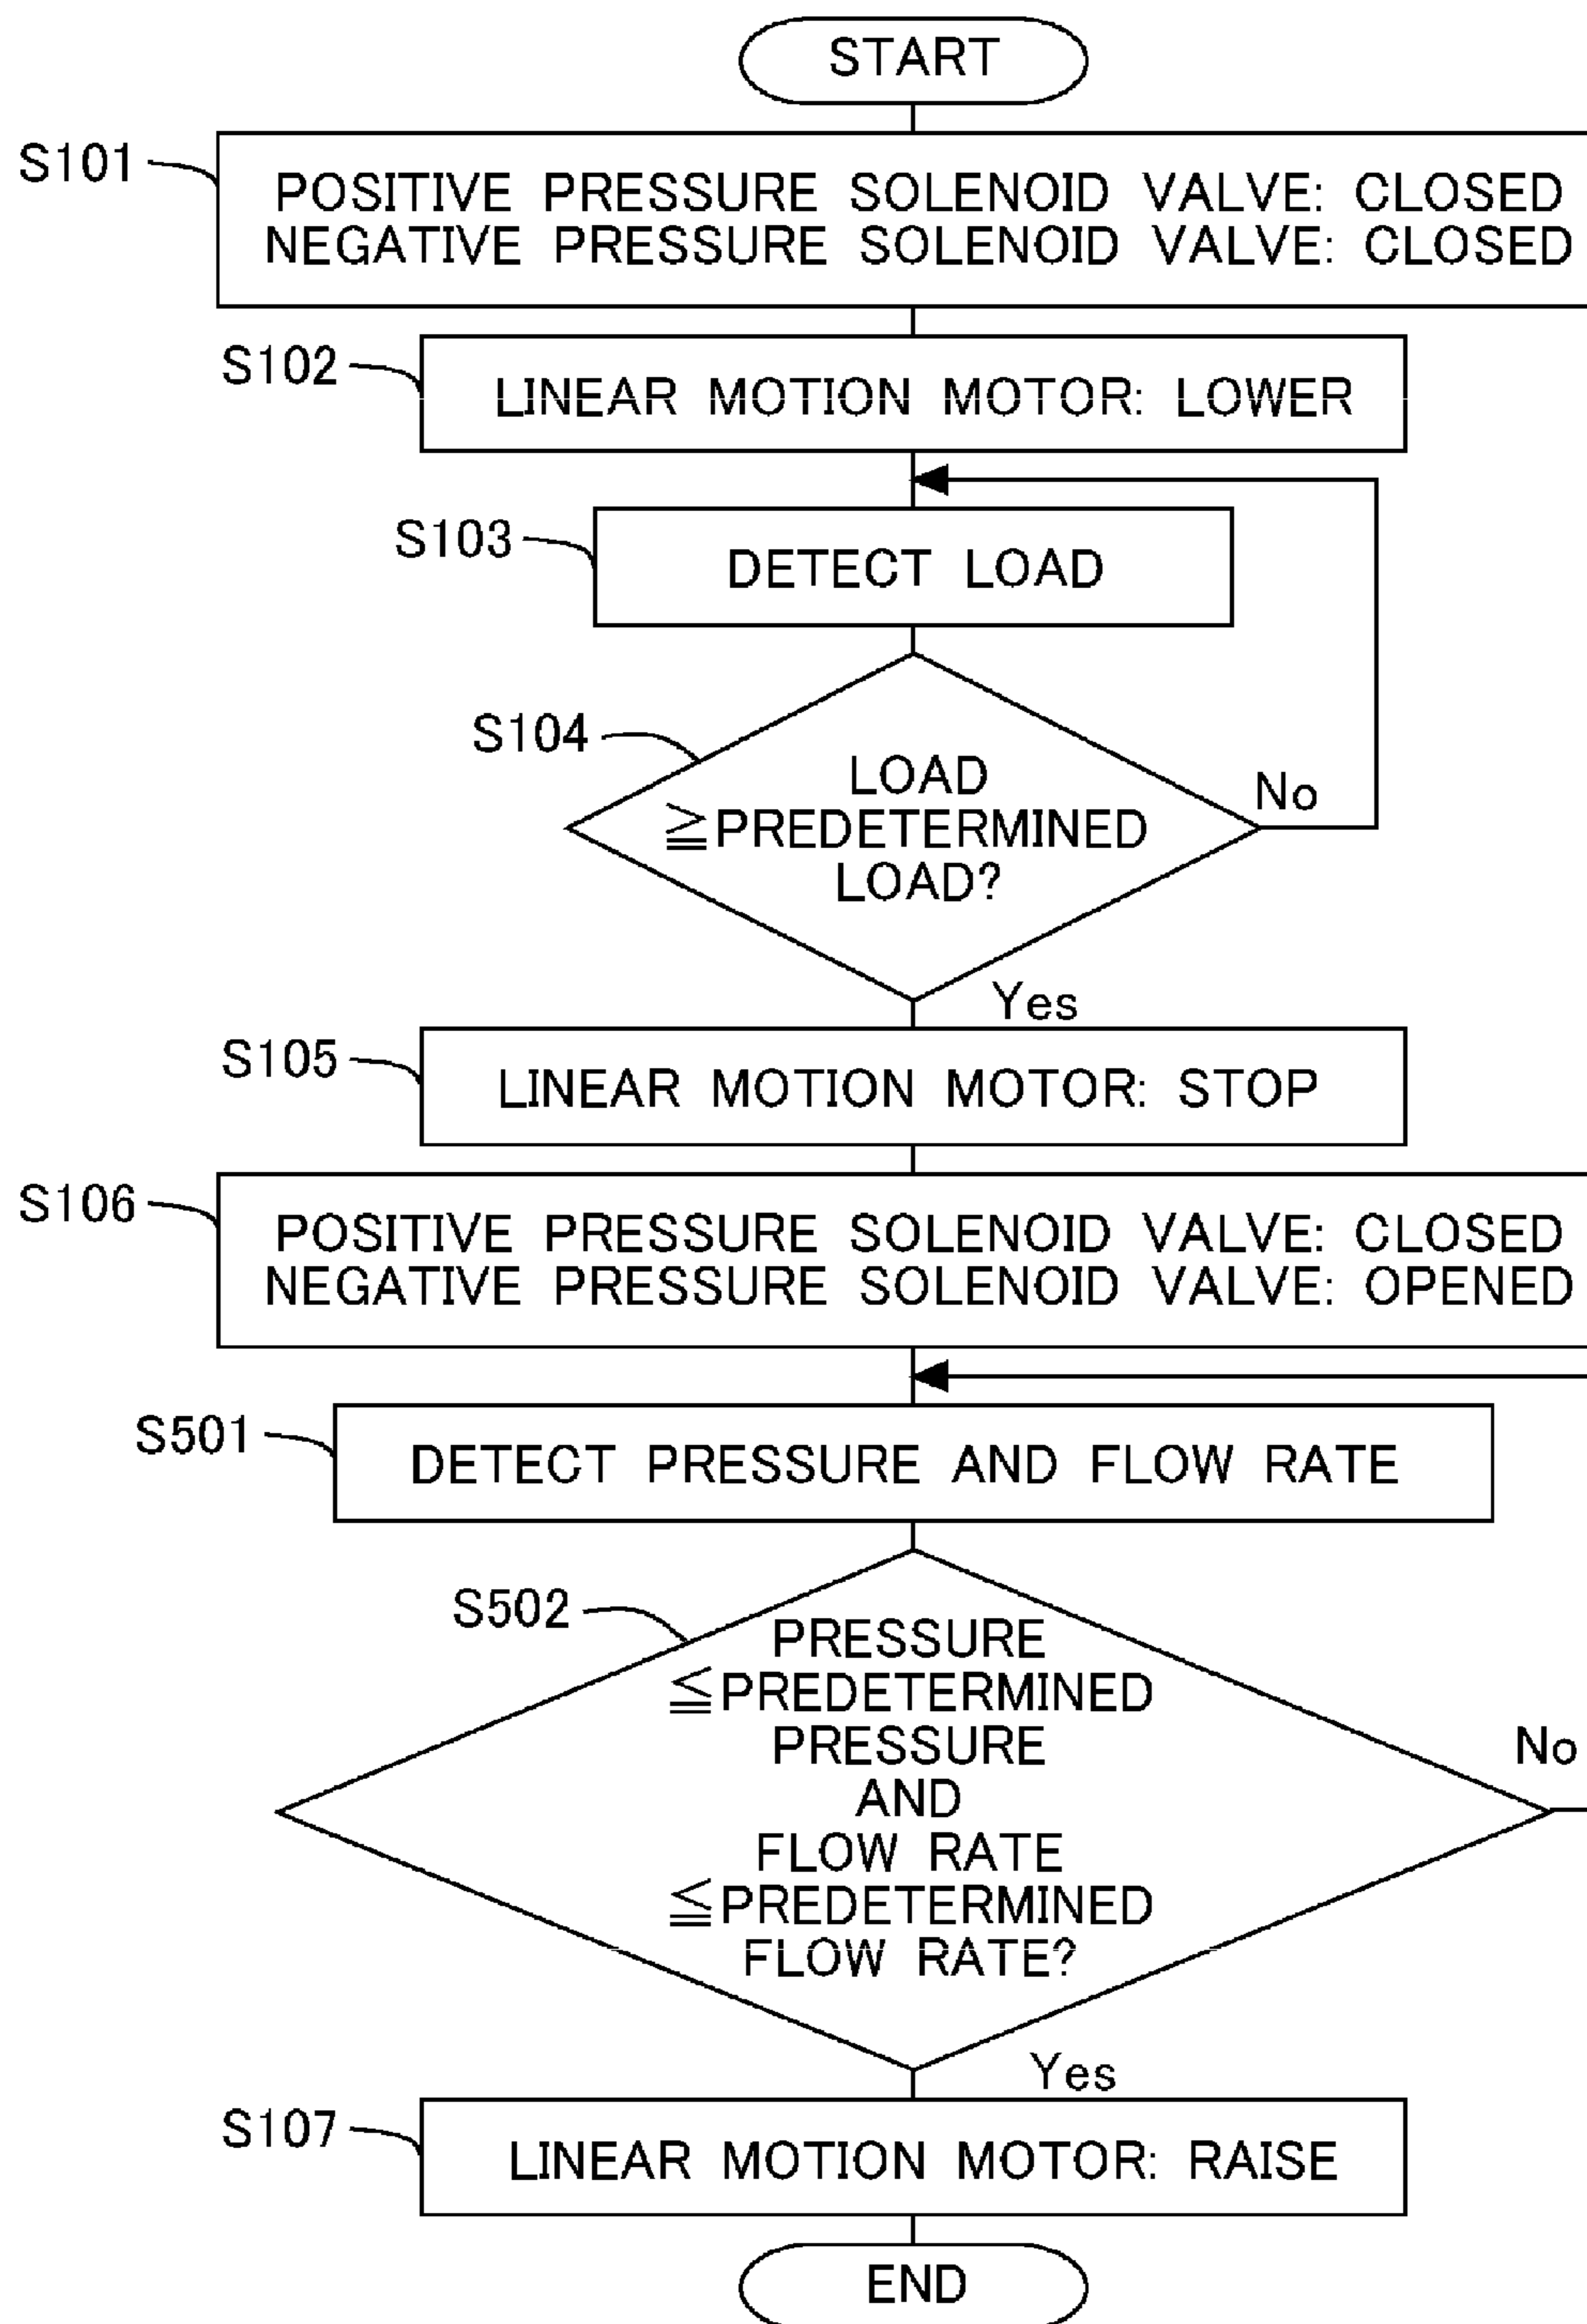 START
S101
POSITIVE PRESSURE SOLENOID VALVE: CLOSED
NEGATIVE PRESSURE SOLENOID VALVE: CLOSED
S102
LINEAR MOTION MOTOR: LOWER
S103
DETECT LOAD
S104
LOAD
≧PREDETERMINED
LOAD?
No
Yes
S105
LINEAR MOTION MOTOR: STOP
S106
POSITIVE PRESSURE SOLENOID VALVE: CLOSED
NEGATIVE PRESSURE SOLENOID VALVE: OPENED
S501
DETECT PRESSURE AND FLOW RATE
S502
PRESSURE
≦PREDETERMINED
PRESSURE
AND
FLOW RATE
≦PREDETERMINED
FLOW RATE?
No
Yes
S107
LINEAR MOTION MOTOR: RAISE
END